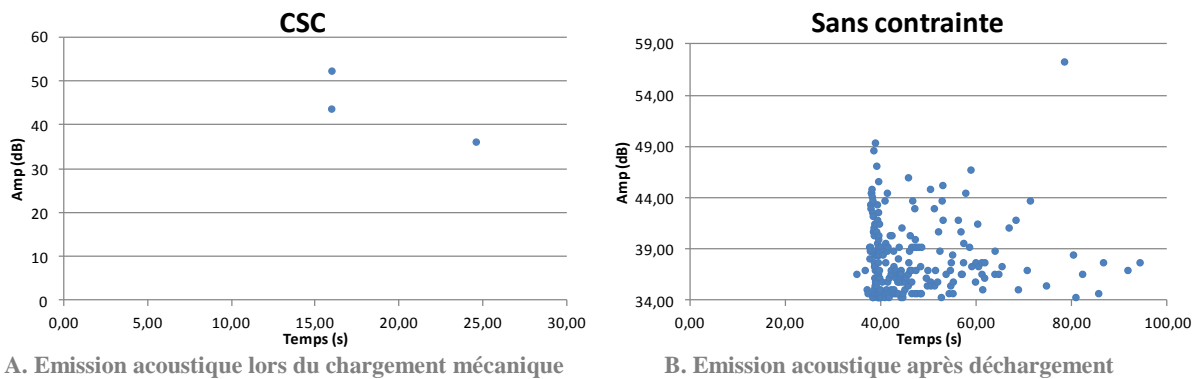 CSC
60
50
40
30
20
10
0
Amp (dB)
0,00 5,00 10,00 15,00 20,00 25,00 30,00
Temps (s)
A. Emission acoustique lors du chargement mécanique
Sans contrainte
59,00
54,00
49,00
44,00
39,00
34,00
Amp (dB)
0,00 20,00 40,00 60,00 80,00 100,00
Temps (s)
B. Emission acoustique après déchargement